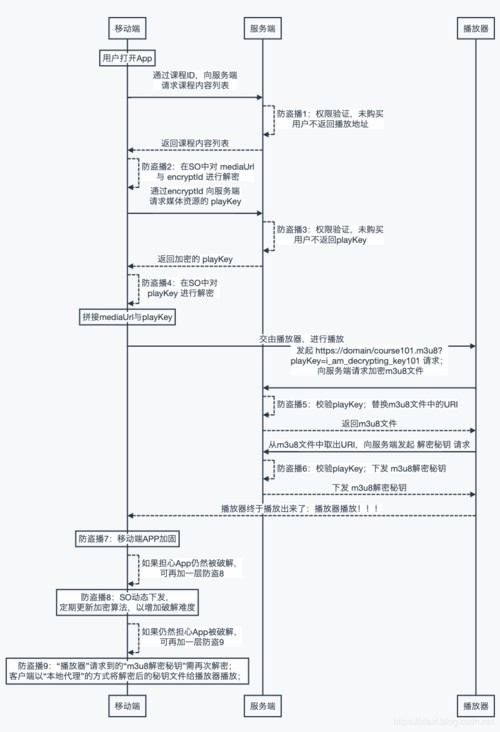 移动端
服务端
播放器
用户打开App
通过课程ID，向服务端
请求课程内容列表
防盗播1：权限验证，未购买
用户不返回播放地址
返回课程内容列表
防盗播2：在SO中对 mediaUrl
与 encryptId 进行解密
通过encryptId 向服务端
请求媒体资源的 playKey
防盗播3：权限验证，未购买
用户不返回playKey
返回加密的 playKey
防盗播4：在SO中对
playKey 进行解密
拼接mediaUrl与playKey
交由播放器，进行播放
发起 https://domain/course101.m3u8?
playKey=i_am_decrypting_key101 请求；
向服务端请求加密m3u8文件
防盗播5：校验playKey；替换m3u8文件中的URI
返回m3u8文件
从m3u8文件中取出URI，向服务端发起 解密秘钥 请求
防盗播6：校验playKey；下发 m3u8解密秘钥
下发 m3u8解密秘钥
播放器终于播放出来了：播放器播放！！！
防盗播7：移动端APP加固
如果担心App仍然被破解，
可再加一层防盗8
防盗播8：SO动态下发，
定期更新加密算法，以增加破解难度
如果仍然担心App被破解，
可再加一层防盗9
防盗播9：“播放器”请求到的“m3u8解密秘钥”需再次解密；
客户端以“本地代理”的方式将解密后的秘钥文件给播放器播放；
移动端
服务端
播放器